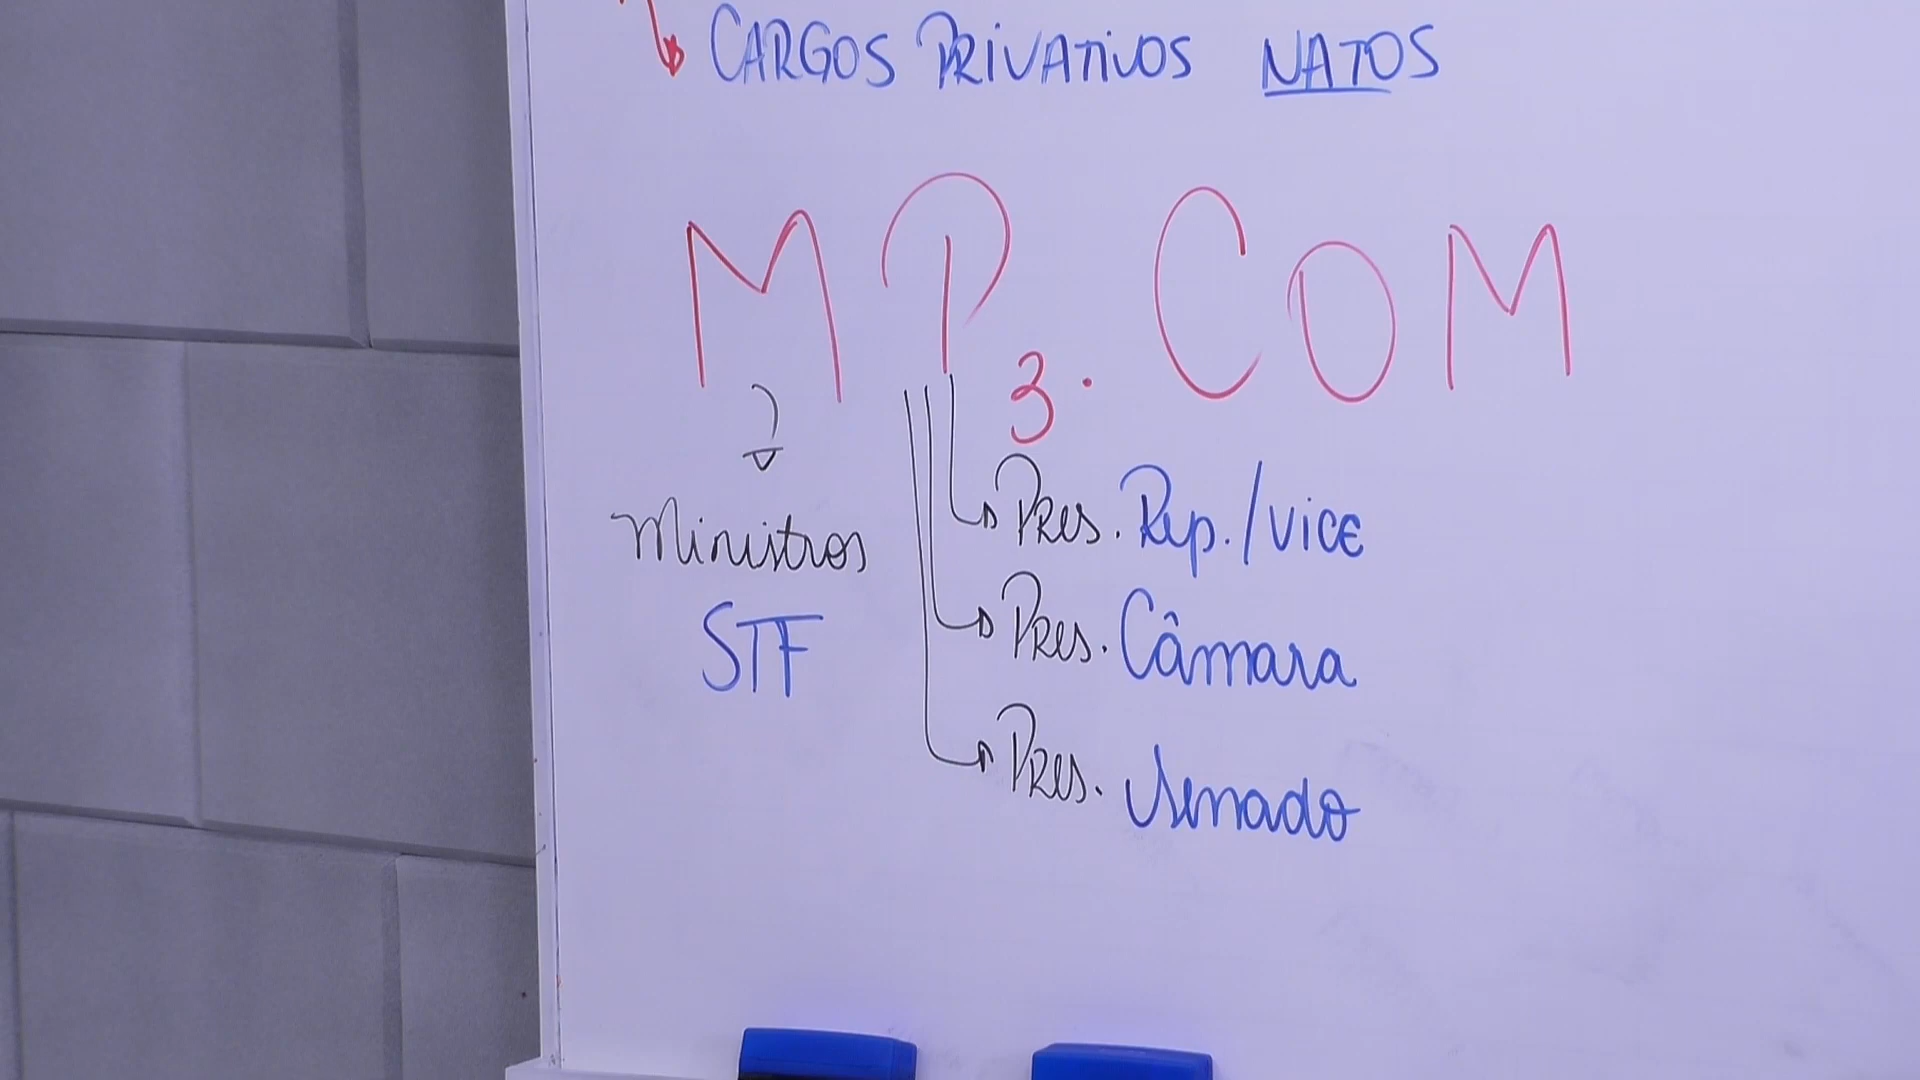 CARGOS PRIVATIVOS NATOS
MP3.COM
Ministros
STF
Pres. Rep./vice
Pres. Câmara
Pres. Senado